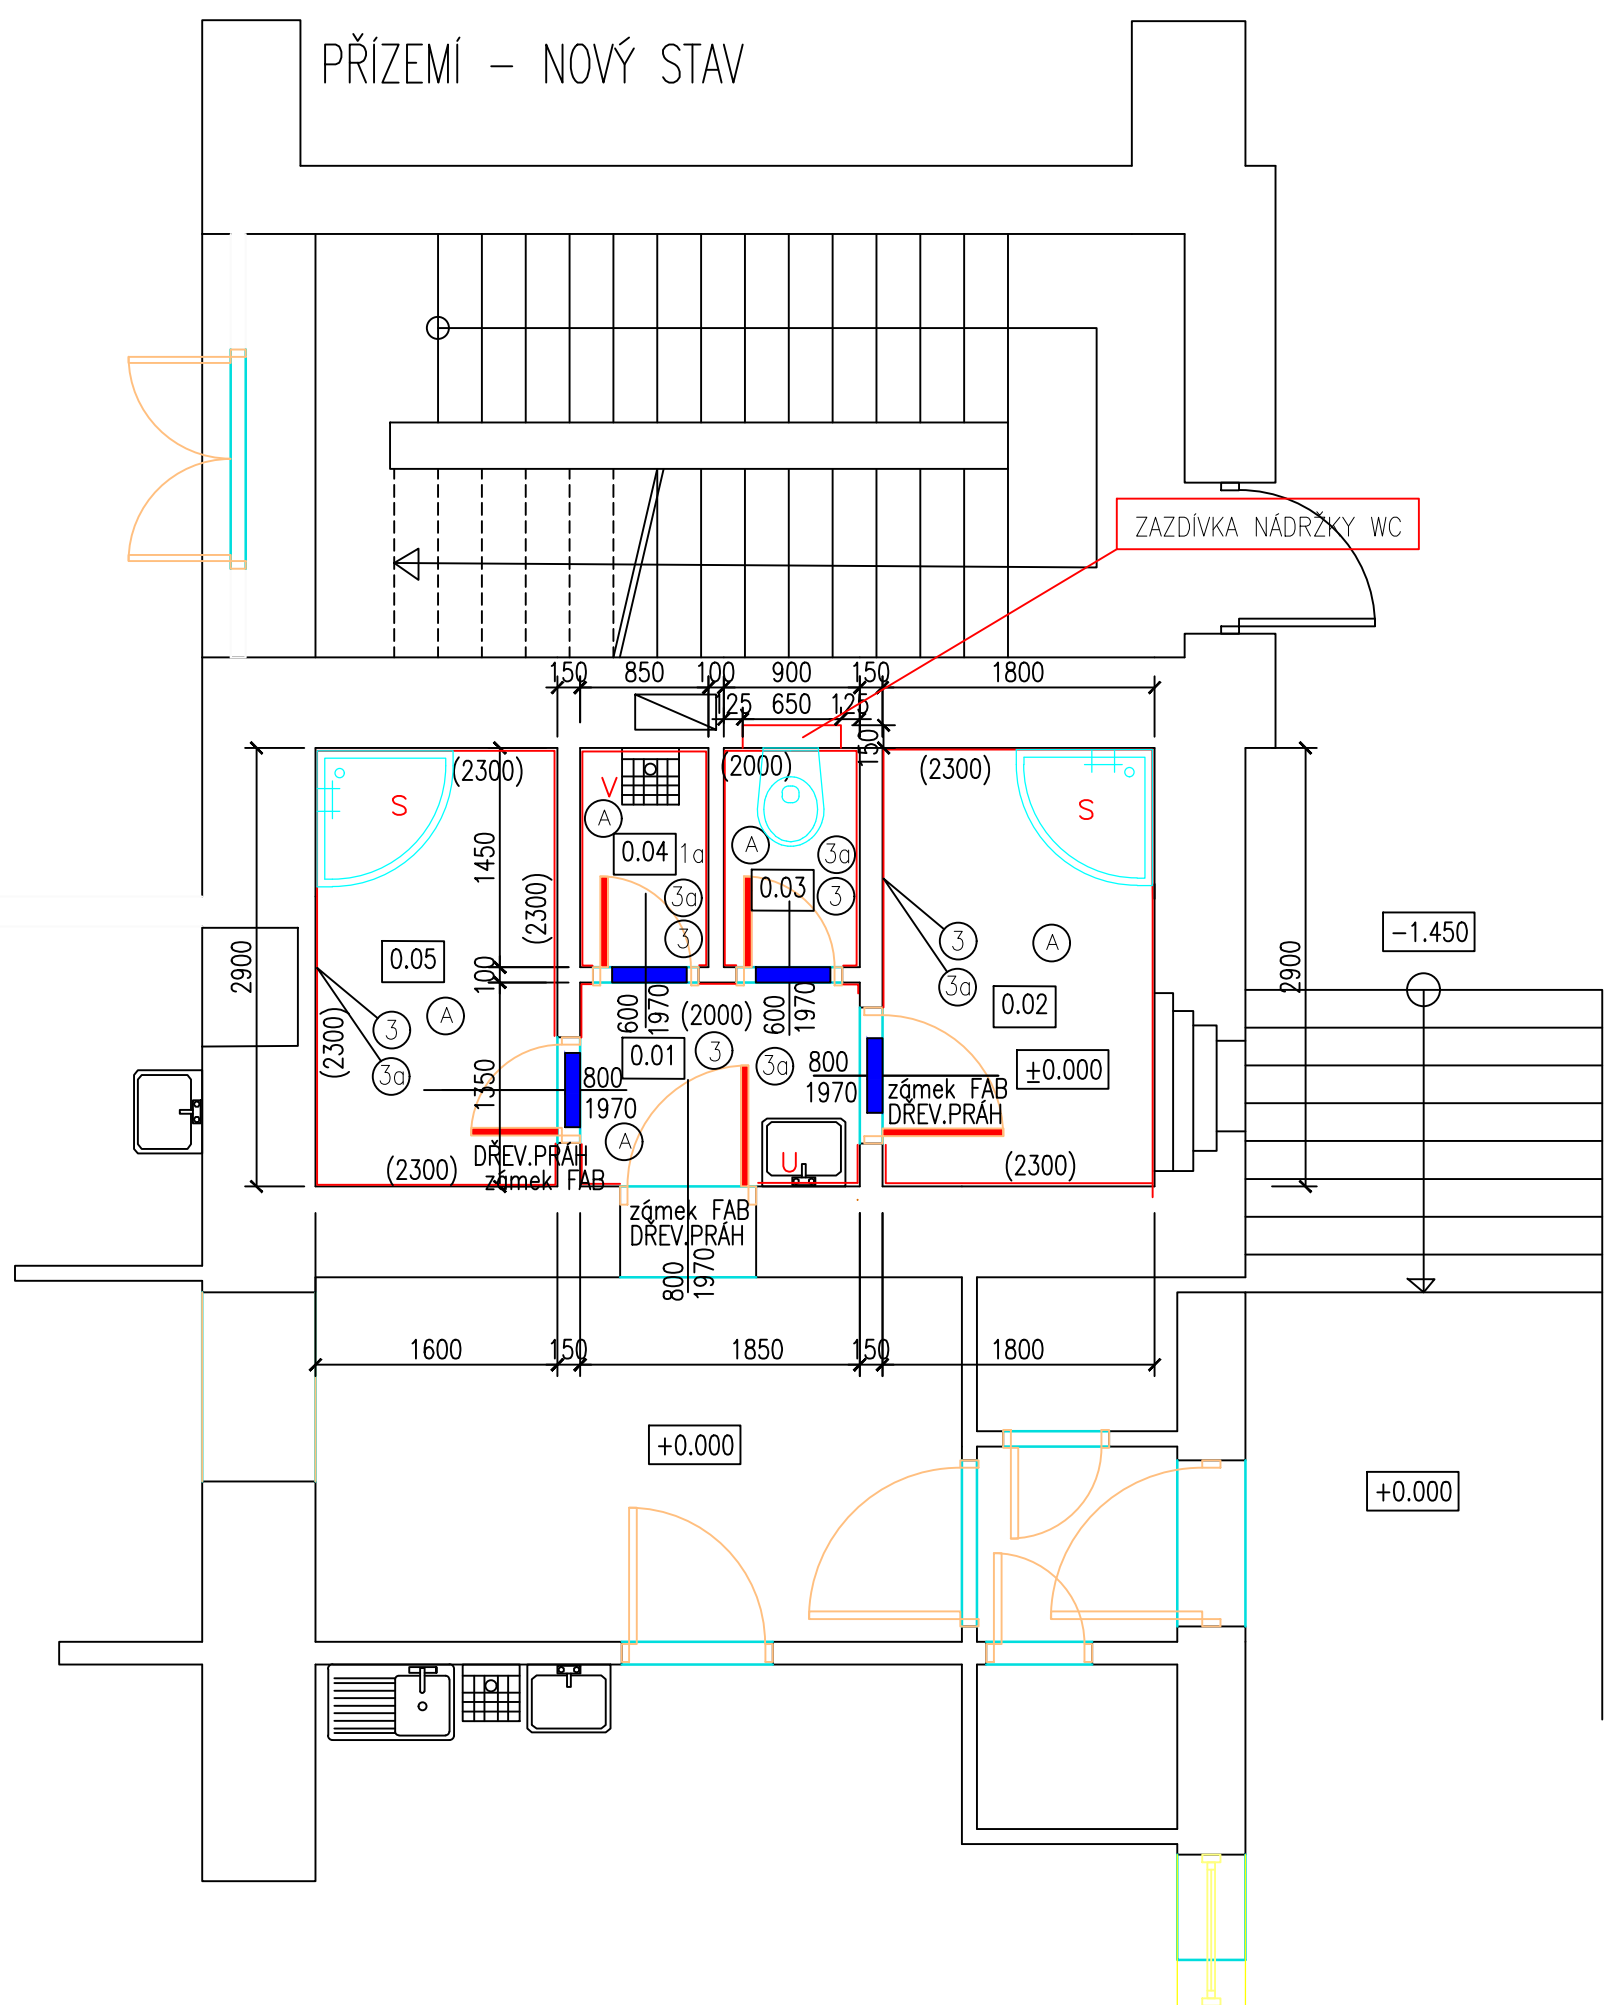 PŘÍZEMÍ - NOVÝ STAV
ZAZDÍVKA NÁDRŽKY WC
150
850
100
900
150
1800
125
650
125
150
(2300)
(2000)
(2300)
S
V
S
A
A
0.04
1a
3a
0.03
3
1450
(2300)
3a
3
3
A
-1.450
0.05
2900
100
3a
2900
0.02
A
600
1970
(2000)
600
1970
3
0.01
3
3a
(2300)
3a
1350
800
1970
800
1970
±0.000
zámek FAB
DŘEV.PRÁH
A
DŘEV.PRÁH
zámek FAB
U
(2300)
(2300)
zámek FAB
DŘEV.PRÁH
800
1970
1600
150
1850
150
1800
+0.000
+0.000